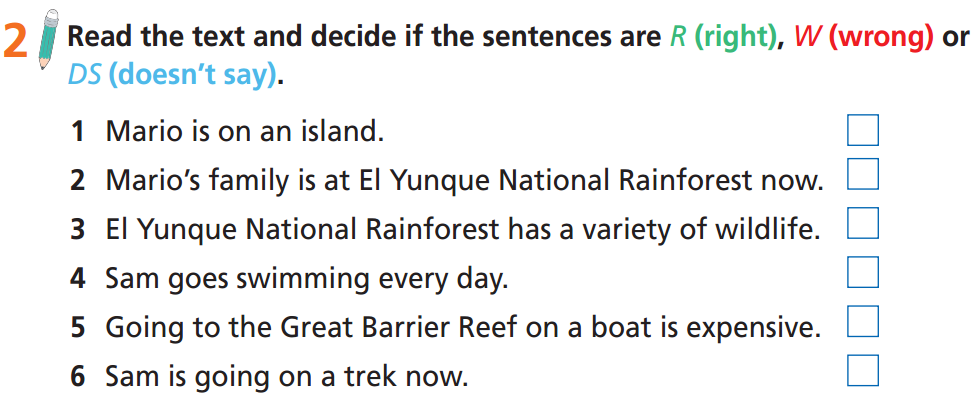 2 Read the text and decide if the sentences are R (right), W (wrong) or
DS (doesn't say).
1 Mario is on an island.
2 Mario's family is at El Yunque National Rainforest now.
3 El Yunque National Rainforest has a variety of wildlife.
4 Sam goes swimming every day.
5 Going to the Great Barrier Reef on a boat is expensive.
6 Sam is going on a trek now.